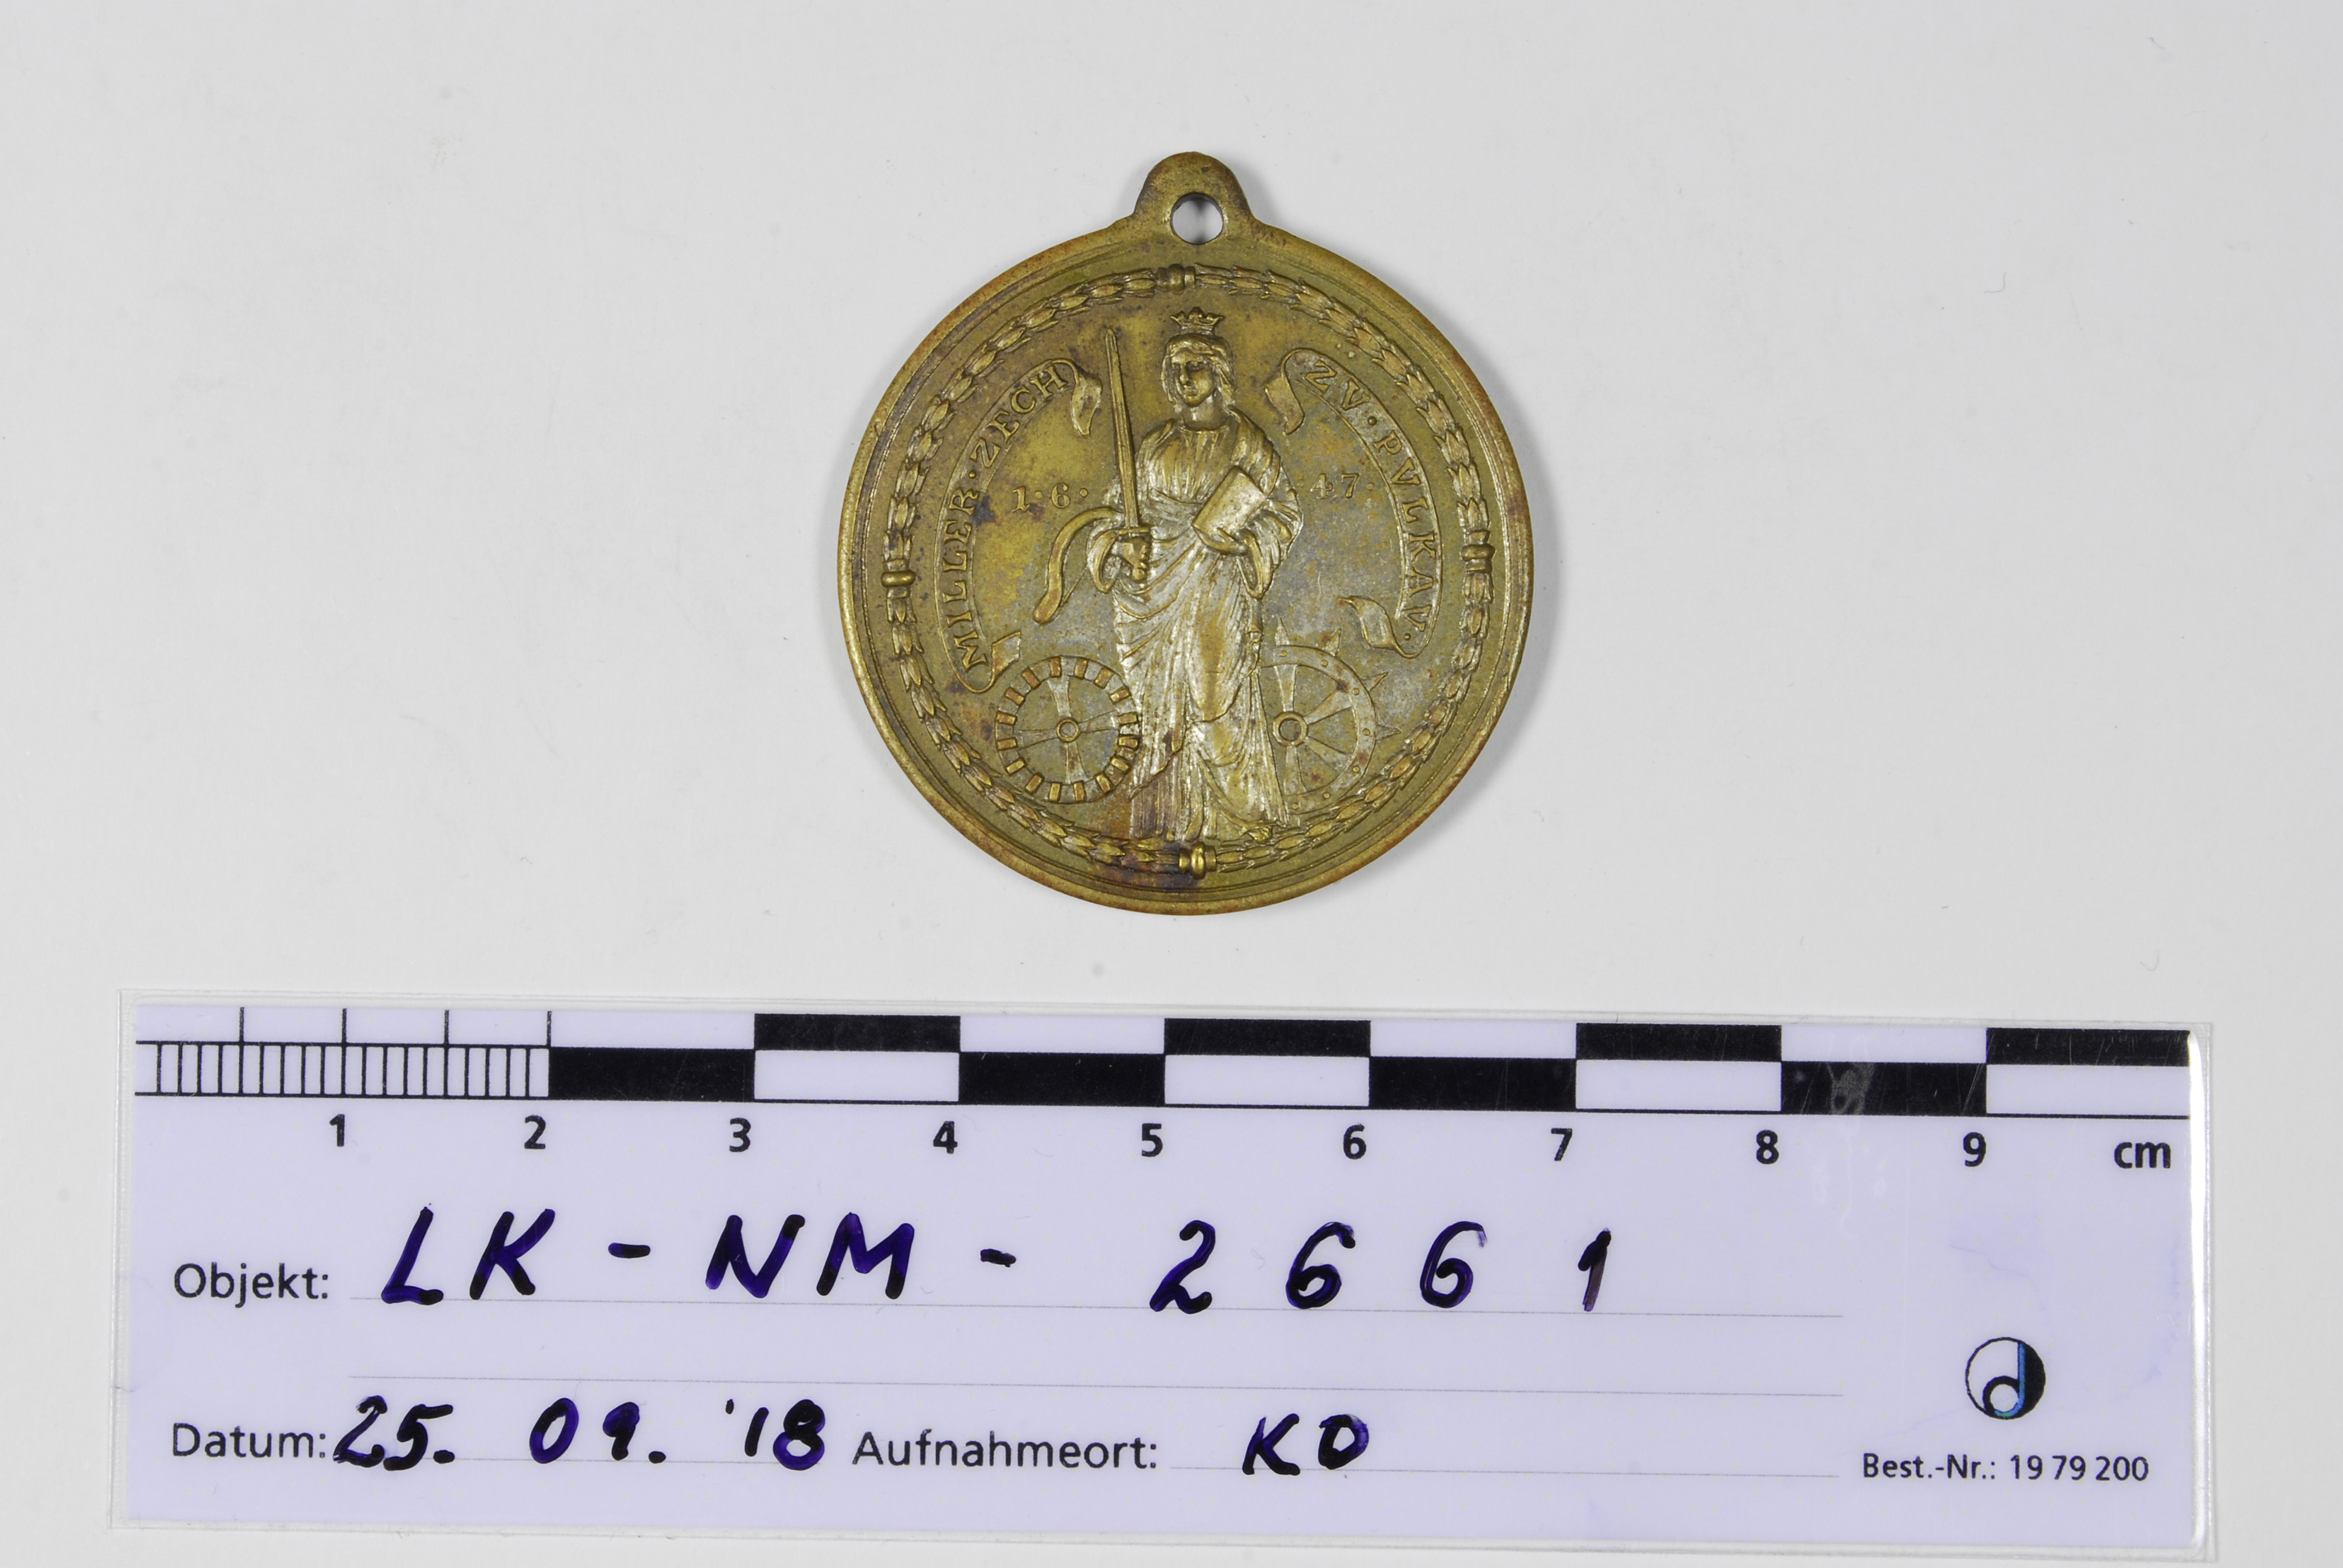 MILLER·ZECH
ZV·PVLKAV·
1·6· ·47·
1 2 3 4 5 6 7 8 9 cm
Objekt: LK-NM-2661
Datum: 25. 09. '18 Aufnahmeort: KO
Best.-Nr.: 19 79 200